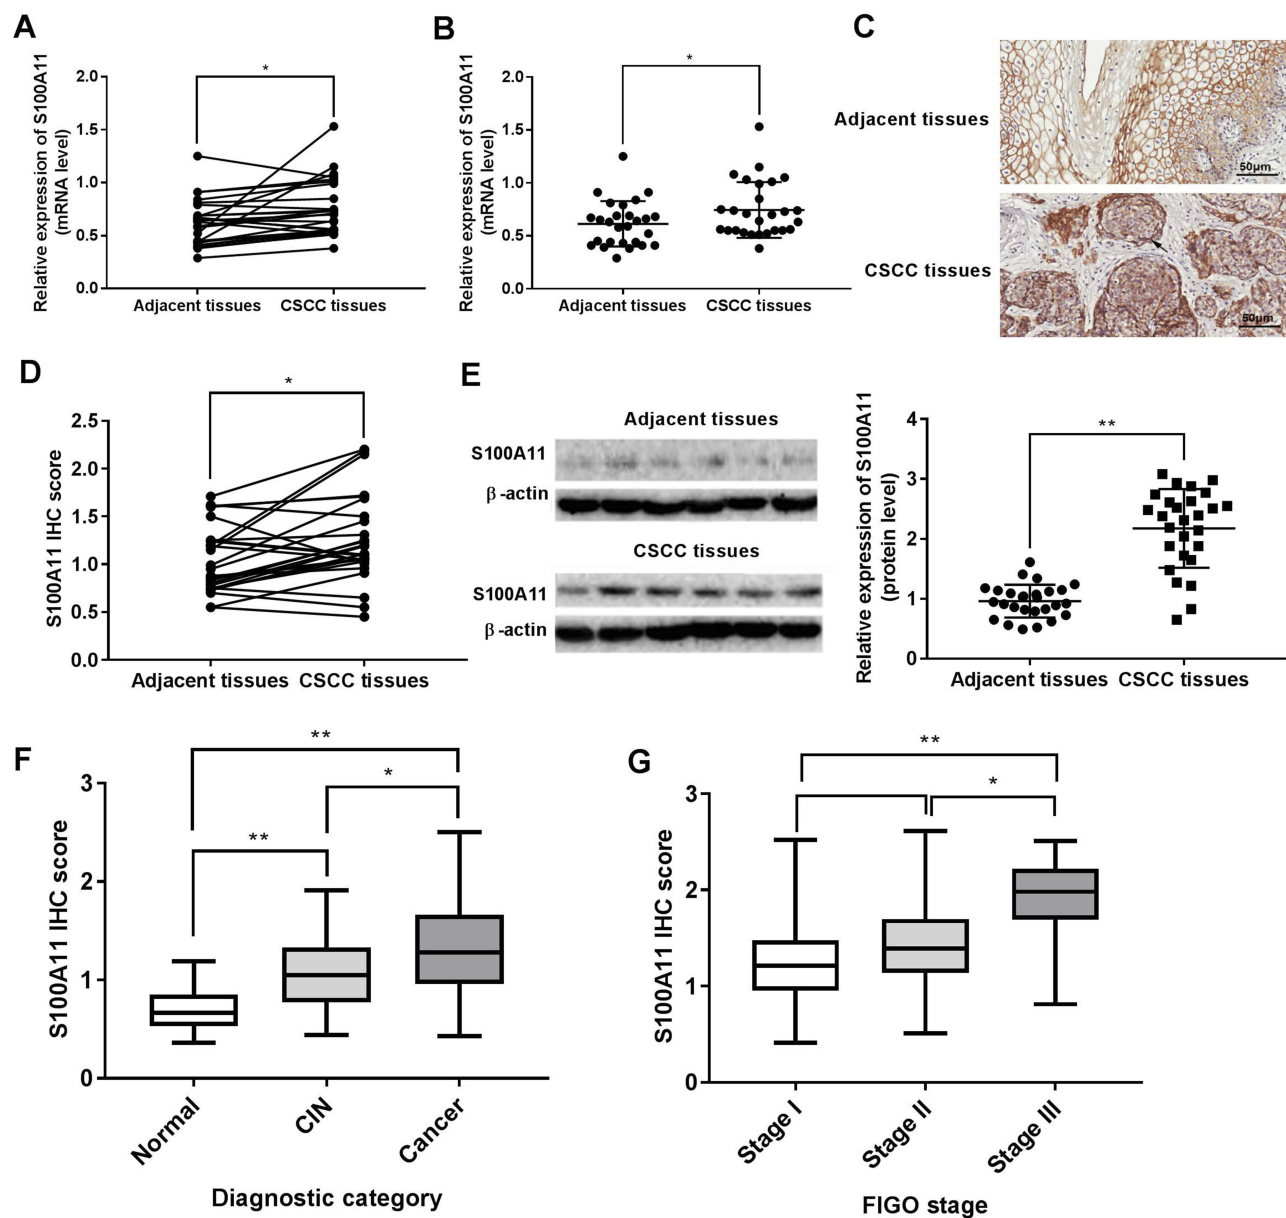 A
Relative expression of S100A11
(mRNA level)
2.0
1.5
1.0
0.5
0.0
*
Adjacent tissues
CSCC tissues
B
Relative expression of S100A11
(mRNA level)
2.0
1.5
1.0
0.5
0.0
*
Adjacent tissues
CSCC tissues
C
Adjacent tissues
50μm
CSCC tissues
50μm
D
S100A11 IHC score
2.5
2.0
1.5
1.0
0.5
0.0
*
Adjacent tissues
CSCC tissues
E
Adjacent tissues
S100A11
β-actin
CSCC tissues
S100A11
β-actin
Relative expression of S100A11
(protein level)
4
3
2
1
0
**
Adjacent tissues
CSCC tissues
F
S100A11 IHC score
3
2
1
0
**
*
**
Normal
CIN
Cancer
Diagnostic category
G
S100A11 IHC score
3
2
1
0
**
*
Stage I
Stage II
Stage III
FIGO stage